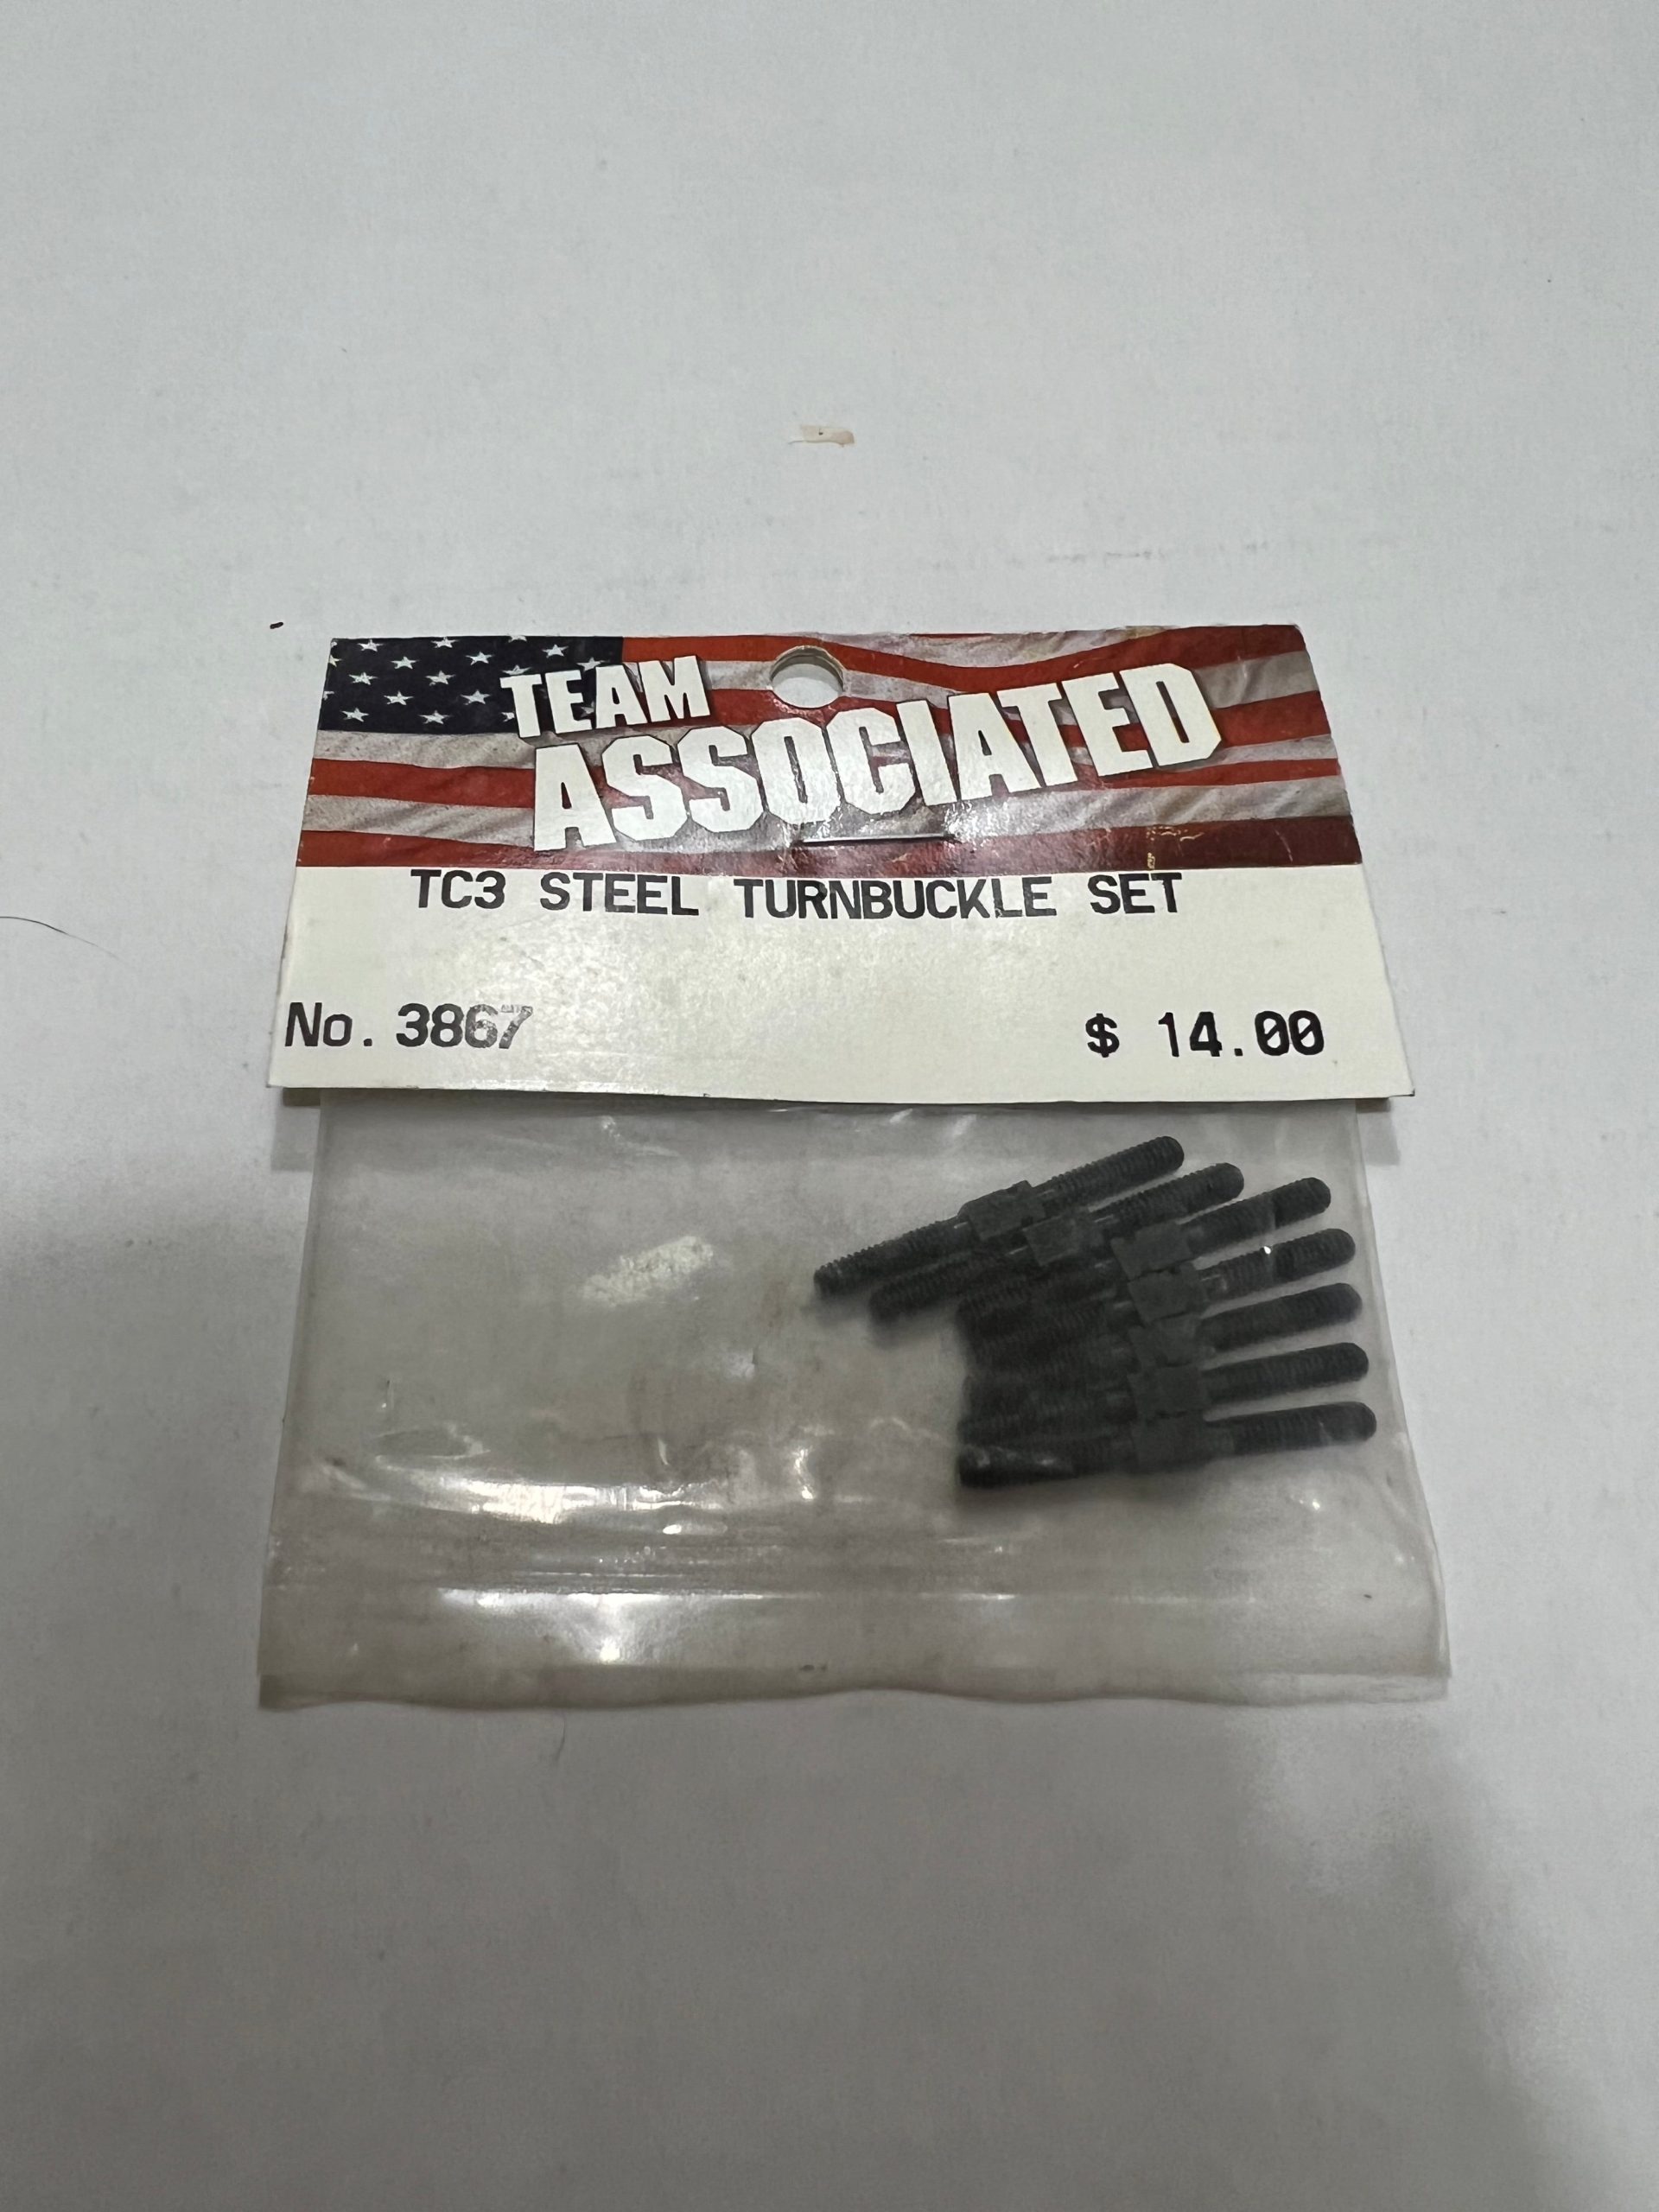 TEAM
ASSOCIATED
TC3 STEEL TURNBUCKLE SET
No. 3867
$ 14.00